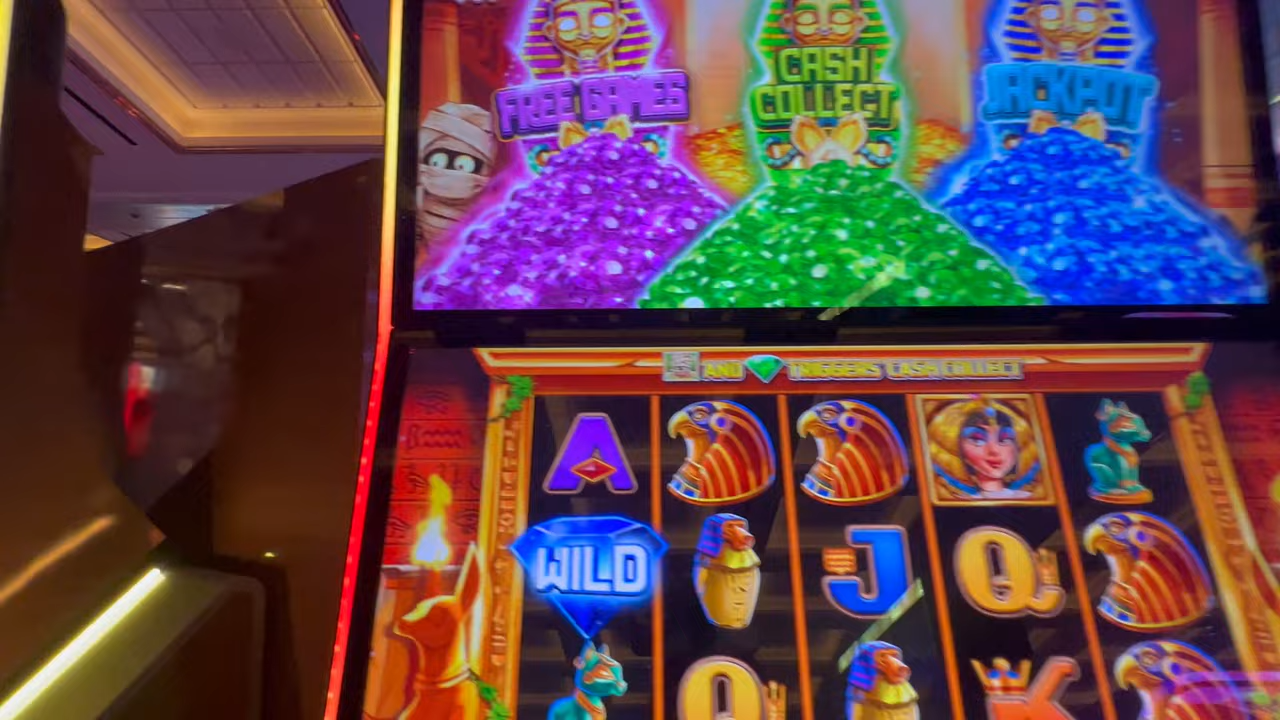 FREE GAMES
CASH
COLLECT
JACKPOT
AND TRIGGERS CASH COLLECT
A
WILD
J
Q
Q
K